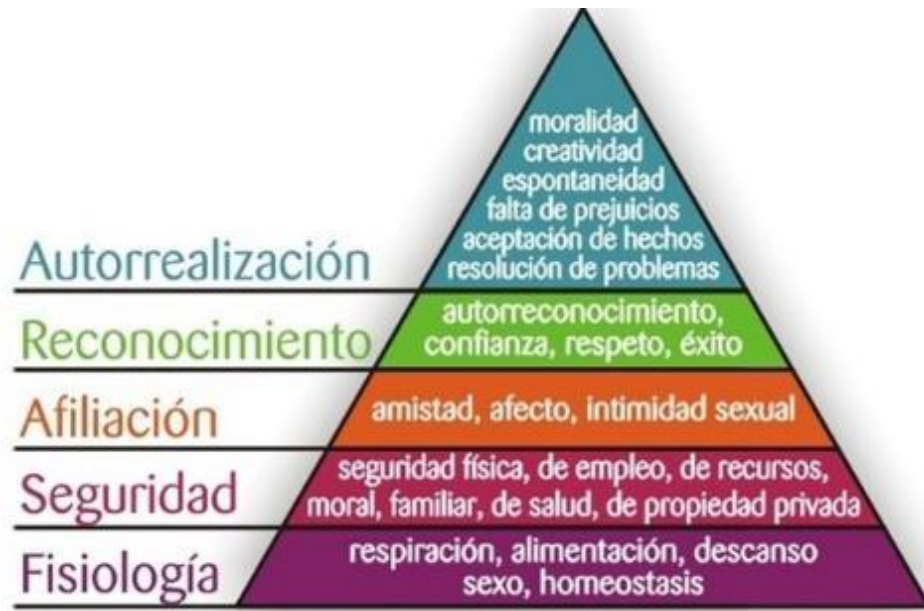 moralidad
creatividad
espontaneidad
falta de prejuicios
aceptación de hechos
resolución de problemas
Autorrealización
autorreconocimiento,
confianza, respeto, éxito
Reconocimiento
amistad, afecto, intimidad sexual
Afiliación
seguridad física, de empleo, de recursos,
moral, familiar, de salud, de propiedad privada
Seguridad
respiración, alimentación, descanso
sexo, homeostasis
Fisiología